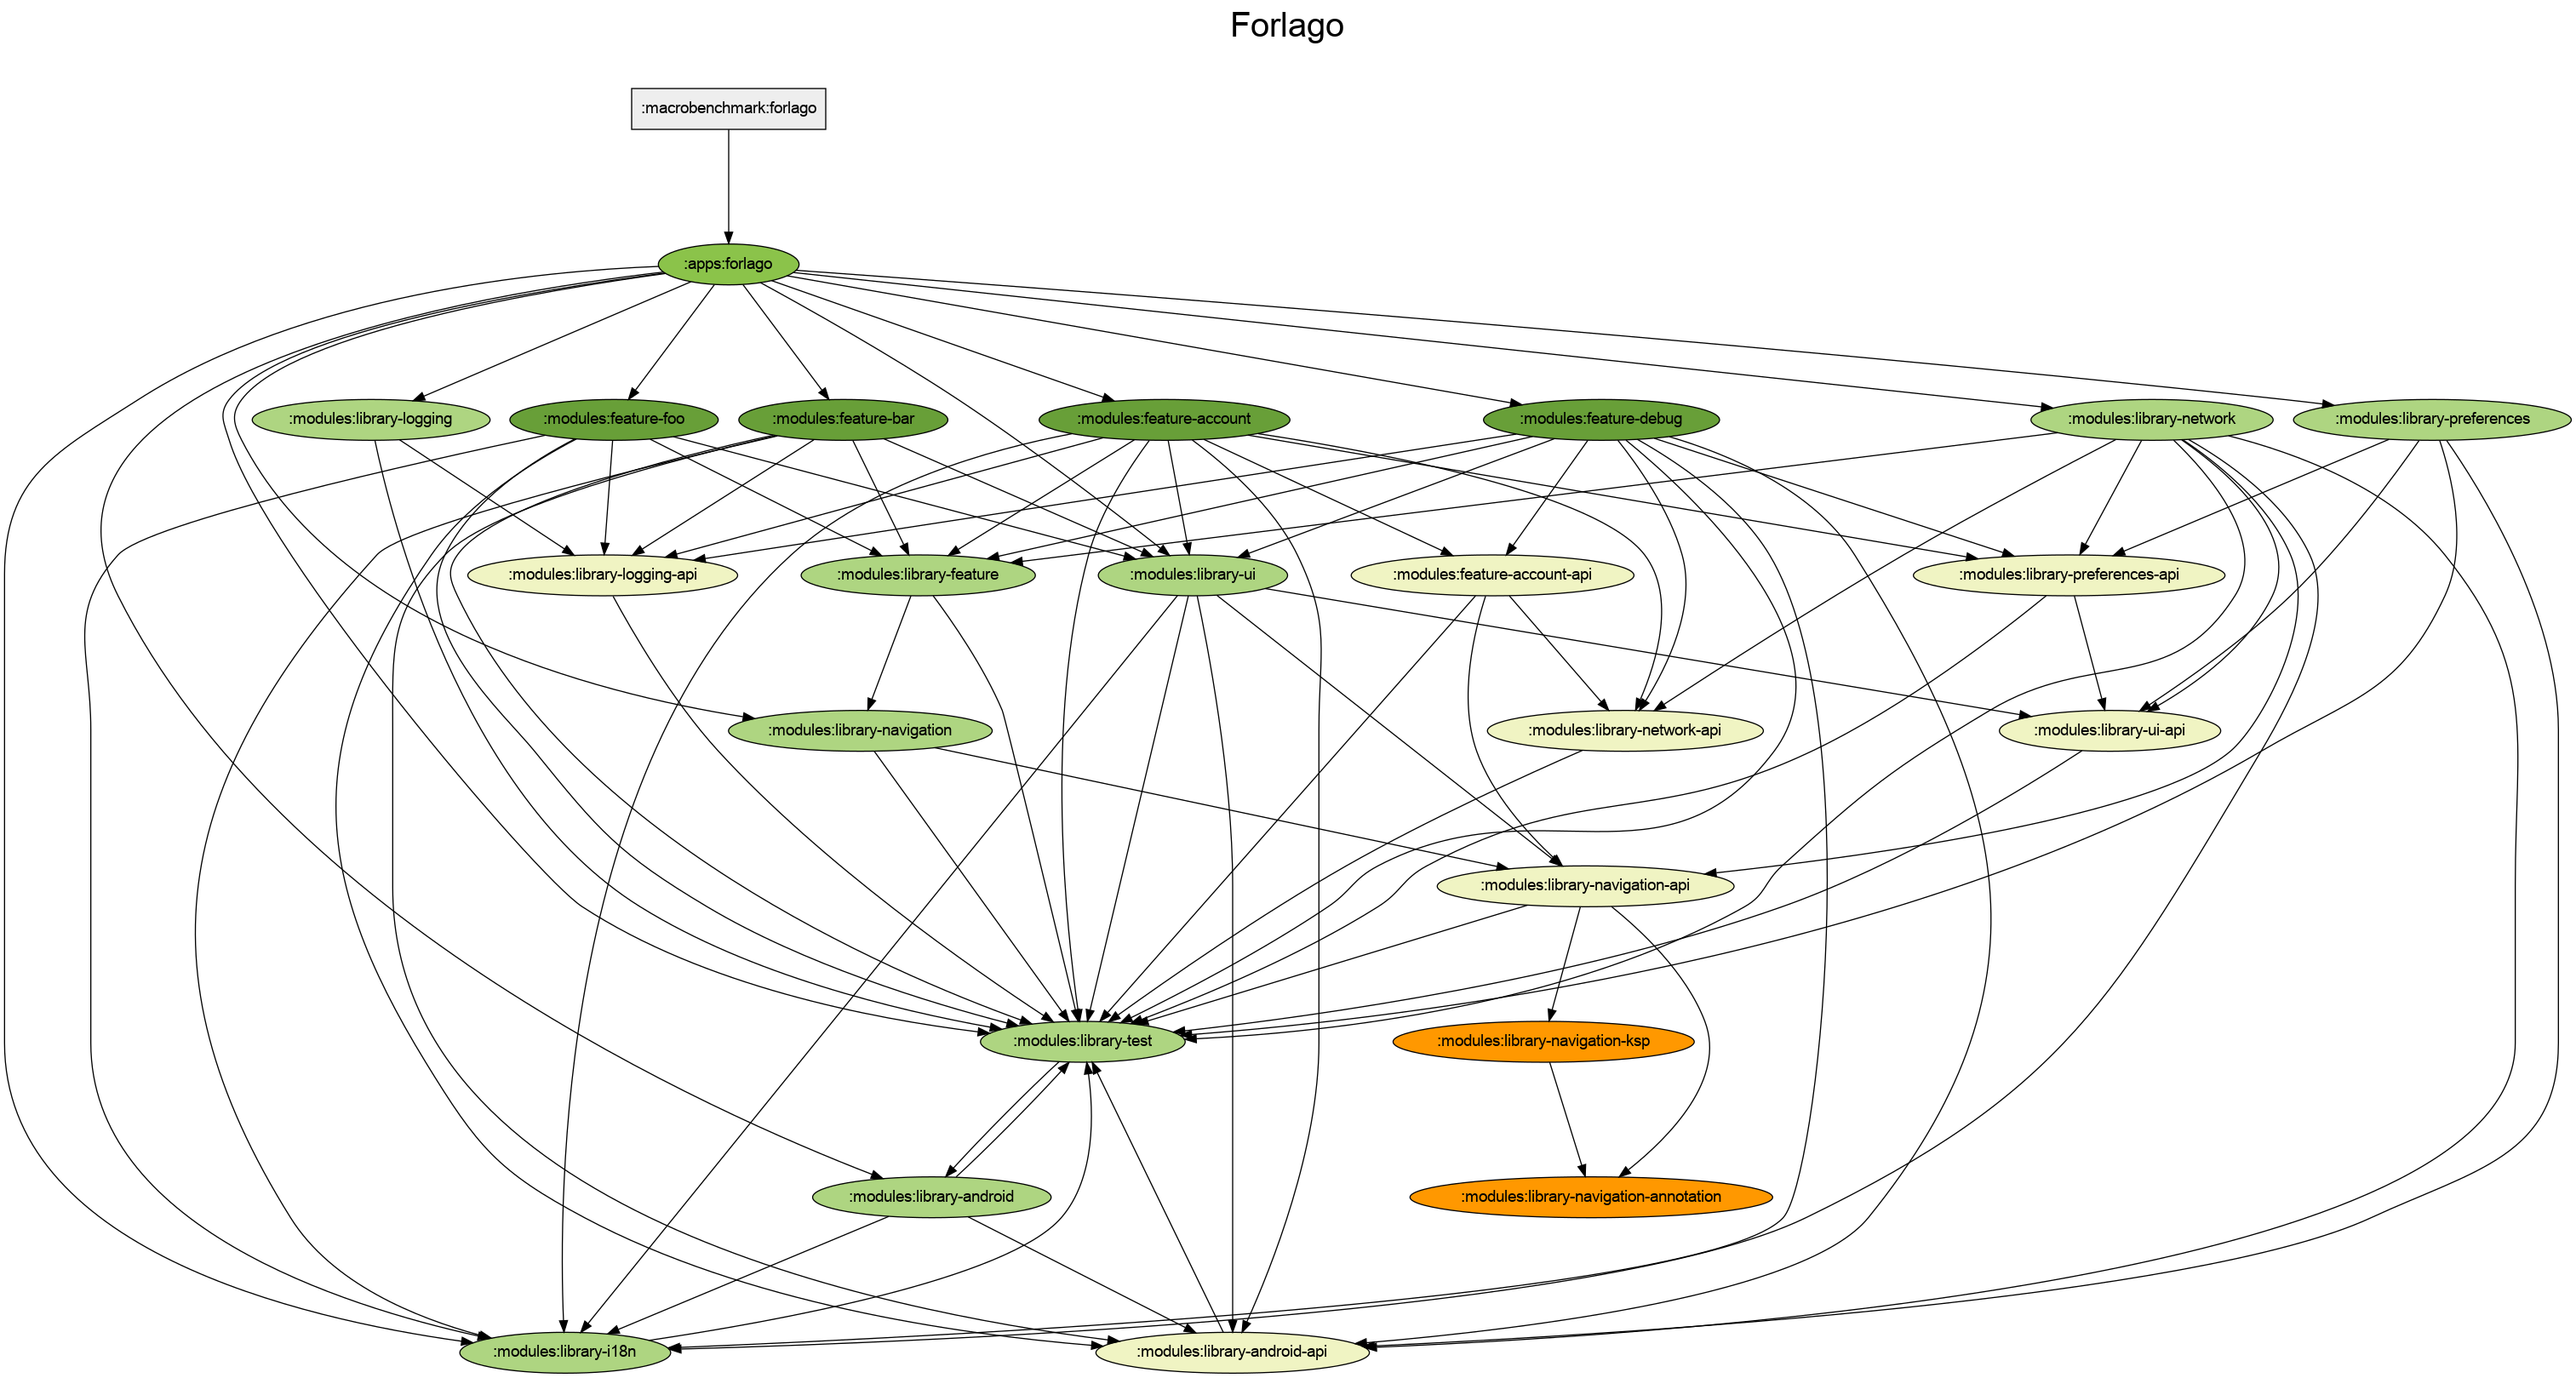 Forlago
:macrobenchmark:forlago
:apps:forlago
:modules:library-logging
:modules:feature-foo
:modules:feature-bar
:modules:feature-account
:modules:feature-debug
:modules:library-network
:modules:library-preferences
:modules:library-logging-api
:modules:library-feature
:modules:library-ui
:modules:feature-account-api
:modules:library-preferences-api
:modules:library-navigation
:modules:library-network-api
:modules:library-ui-api
:modules:library-navigation-api
:modules:library-test
:modules:library-navigation-ksp
:modules:library-android
:modules:library-navigation-annotation
:modules:library-i18n
:modules:library-android-api